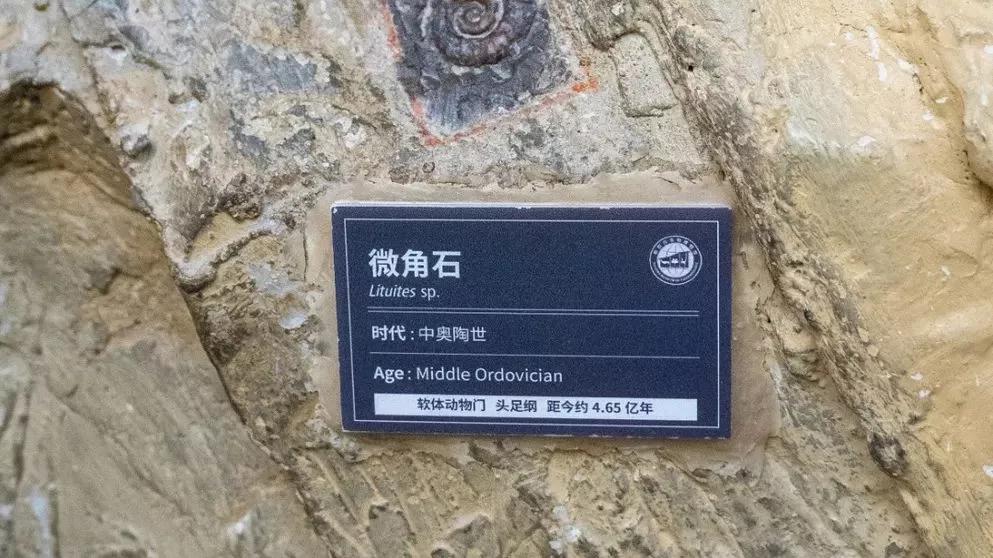 微角石
Lituites sp.
时代：中奥陶世
Age: Middle Ordovician
软体动物门 头足纲 距今约 4.65 亿年